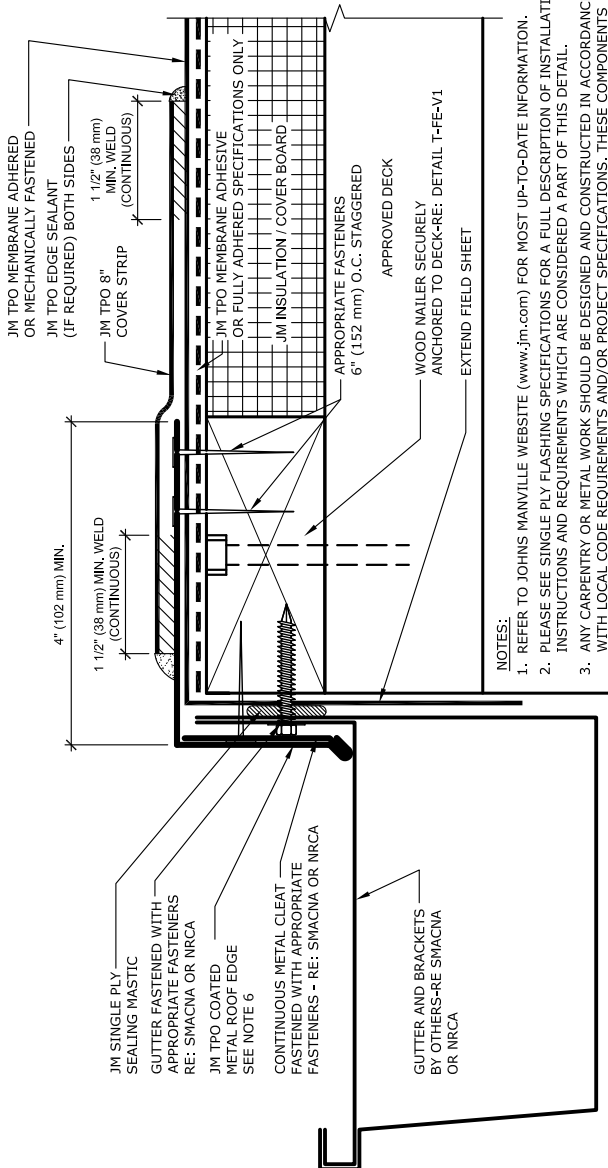 JM TPO MEMBRANE ADHERED
OR MECHANICALLY FASTENED
JM TPO EDGE SEALANT
(IF REQUIRED) BOTH SIDES
1 1/2" (38 mm)
MIN. WELD
(CONTINUOUS)
JM TPO 8"
COVER STRIP
4" (102 mm) MIN.
1 1/2" (38 mm) MIN. WELD
(CONTINUOUS)
JM TPO MEMBRANE ADHESIVE
OR FULLY ADHERED SPECIFICATIONS ONLY
JM INSULATION / COVER BOARD
APPROPRIATE FASTENERS
6" (152 mm) O.C. STAGGERED
APPROVED DECK
WOOD NAILER SECURELY
ANCHORED TO DECK-RE: DETAIL T-FE-V1
EXTEND FIELD SHEET
JM SINGLE PLY
SEALING MASTIC
GUTTER FASTENED WITH
APPROPRIATE FASTENERS
RE: SMACNA OR NRCA
JM TPO COATED
METAL ROOF EDGE
SEE NOTE 6
CONTINUOUS METAL CLEAT
FASTENED WITH APPROPRIATE
FASTENERS - RE: SMACNA OR NRCA
GUTTER AND BRACKETS
BY OTHERS-RE SMACNA
OR NRCA
NOTES:
1. REFER TO JOHNS MANVILLE WEBSITE (www.jm.com) FOR MOST UP-TO-DATE INFORMATION.
2. PLEASE SEE SINGLE PLY FLASHING SPECIFICATIONS FOR A FULL DESCRIPTION OF INSTALLATI
INSTRUCTIONS AND REQUIREMENTS WHICH ARE CONSIDERED A PART OF THIS DETAIL.
3. ANY CARPENTRY OR METAL WORK SHOULD BE DESIGNED AND CONSTRUCTED IN ACCORDANC
WITH LOCAL CODE REQUIREMENTS AND/OR PROJECT SPECIFICATIONS. THESE COMPONENTS